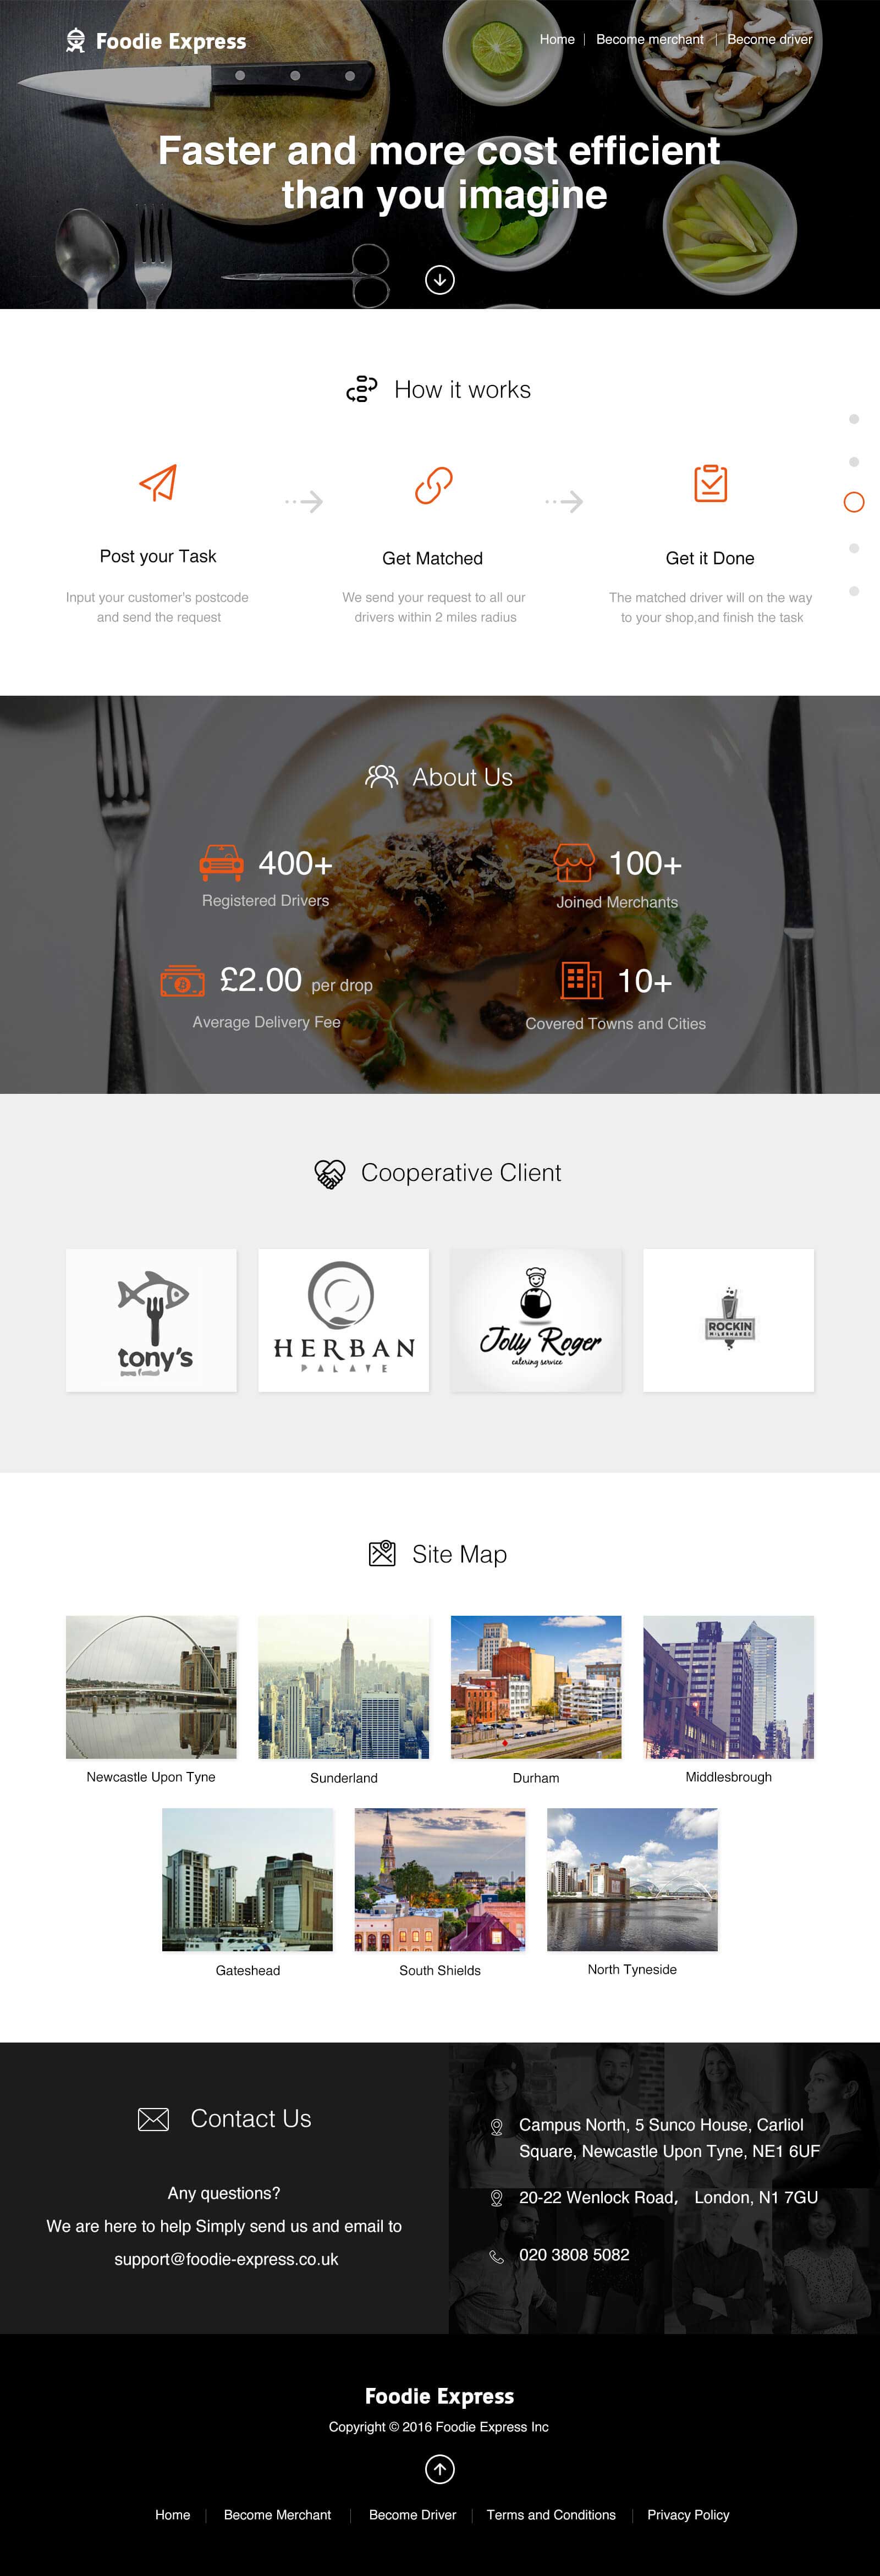 Foodie Express
Home | Become merchant | Become driver
Faster and more cost efficient
than you imagine
How it works
Post your Task
Input your customer's postcode
and send the request
Get Matched
We send your request to all our
drivers within 2 miles radius
Get it Done
The matched driver will on the way
to your shop,and finish the task
About Us
400+
Registered Drivers
100+
Joined Merchants
£2.00 per drop
Average Delivery Fee
10+
Covered Towns and Cities
Cooperative Client
tony's
HERBAN
PALATE
Jolly Roger
catering service
ROCKIN
MILKSHAKES
Site Map
Newcastle Upon Tyne
Sunderland
Durham
Middlesbrough
Gateshead
South Shields
North Tyneside
Contact Us
Any questions?
We are here to help Simply send us and email to
support@foodie-express.co.uk
Campus North, 5 Sunco House, Carliol
Square, Newcastle Upon Tyne, NE1 6UF
20-22 Wenlock Road, London, N1 7GU
020 3808 5082
Foodie Express
Copyright © 2016 Foodie Express Inc
Home | Become Merchant | Become Driver | Terms and Conditions | Privacy Policy